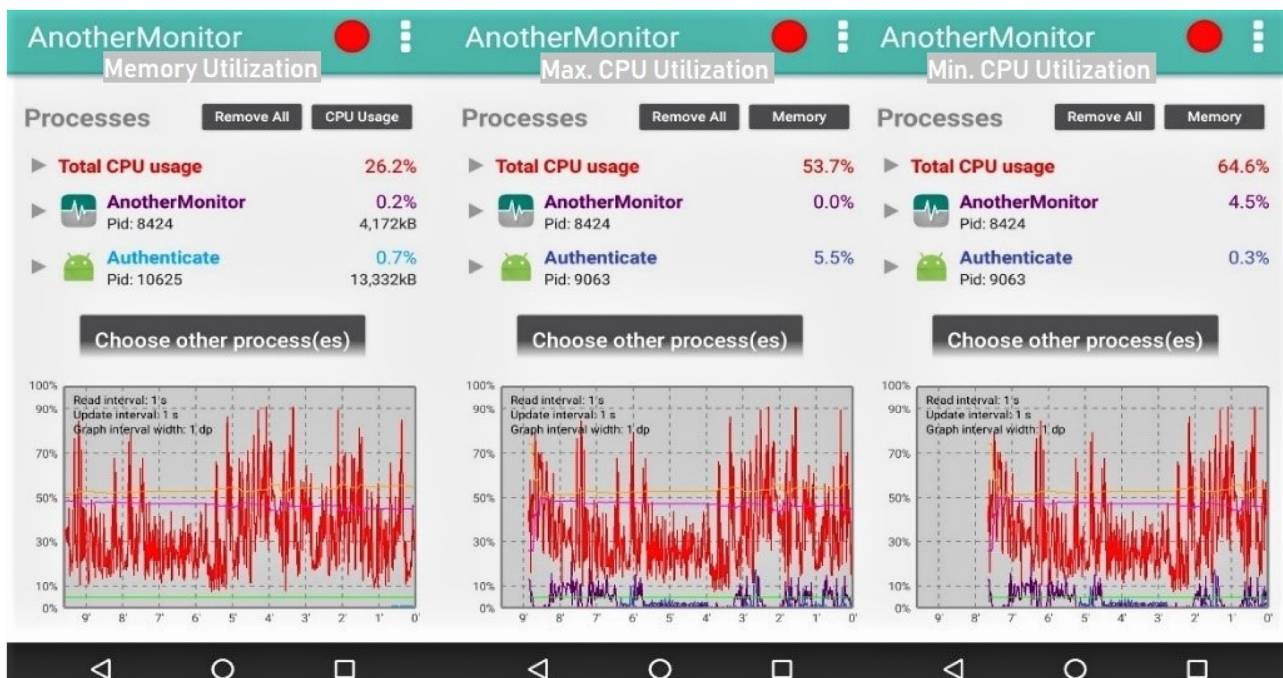 AnotherMonitor
Memory Utilization
Processes Remove All CPU Usage
Total CPU usage 26.2%
AnotherMonitor 0.2%
Pid: 8424 4,172kB
Authenticate 0.7%
Pid: 10625 13,332kB
Choose other process(es)
100%
90%
70%
50%
30%
10%
0%
Read interval: 1 s
Update interval: 1 s
Graph interval width: 1 dp
9' 8' 7' 6' 5' 4' 3' 2' 1' 0'
AnotherMonitor
Max. CPU Utilization
Processes Remove All Memory
Total CPU usage 53.7%
AnotherMonitor 0.0%
Pid: 8424
Authenticate 5.5%
Pid: 9063
Choose other process(es)
100%
90%
70%
50%
30%
10%
0%
Read interval: 1 s
Update interval: 1 s
Graph interval width: 1 dp
9' 8' 7' 6' 5' 4' 3' 2' 1' 0'
AnotherMonitor
Min. CPU Utilization
Processes Remove All Memory
Total CPU usage 64.6%
AnotherMonitor 4.5%
Pid: 8424
Authenticate 0.3%
Pid: 9063
Choose other process(es)
100%
90%
70%
50%
30%
10%
0%
Read interval: 1 s
Update interval: 1 s
Graph interval width: 1 dp
9' 8' 7' 6' 5' 4' 3' 2' 1' 0'